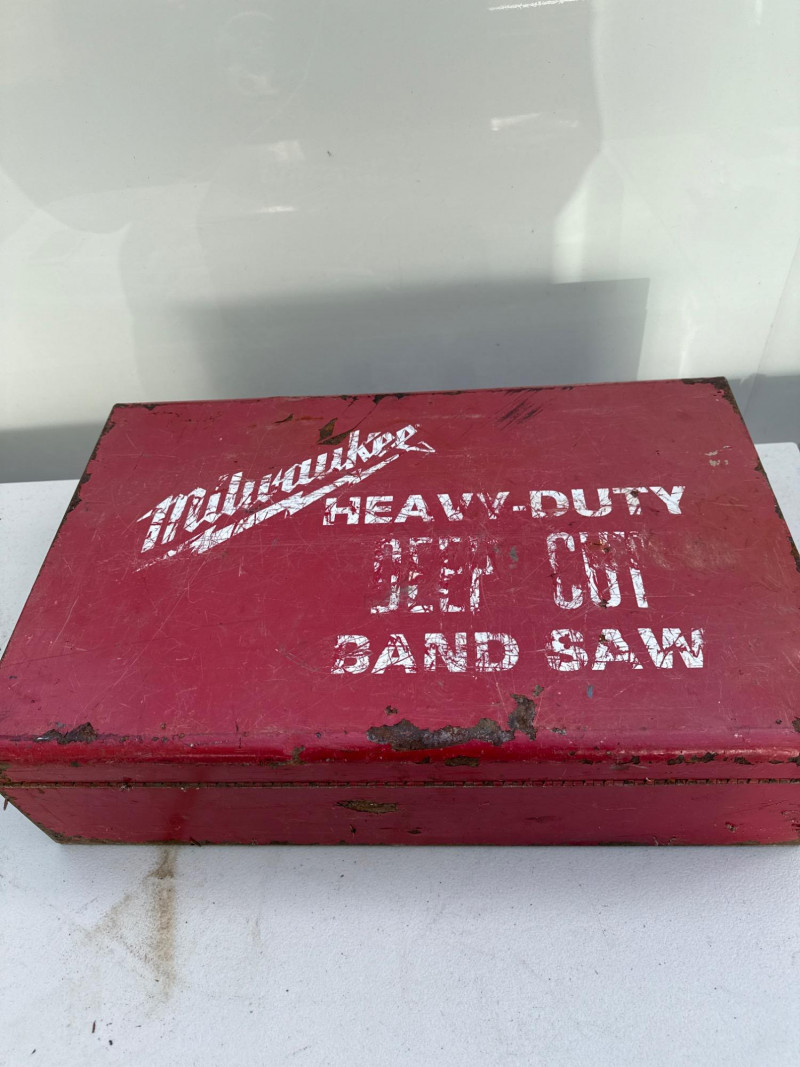 Milwaukee
HEAVY-DUTY
DEEP CUT
BAND SAW